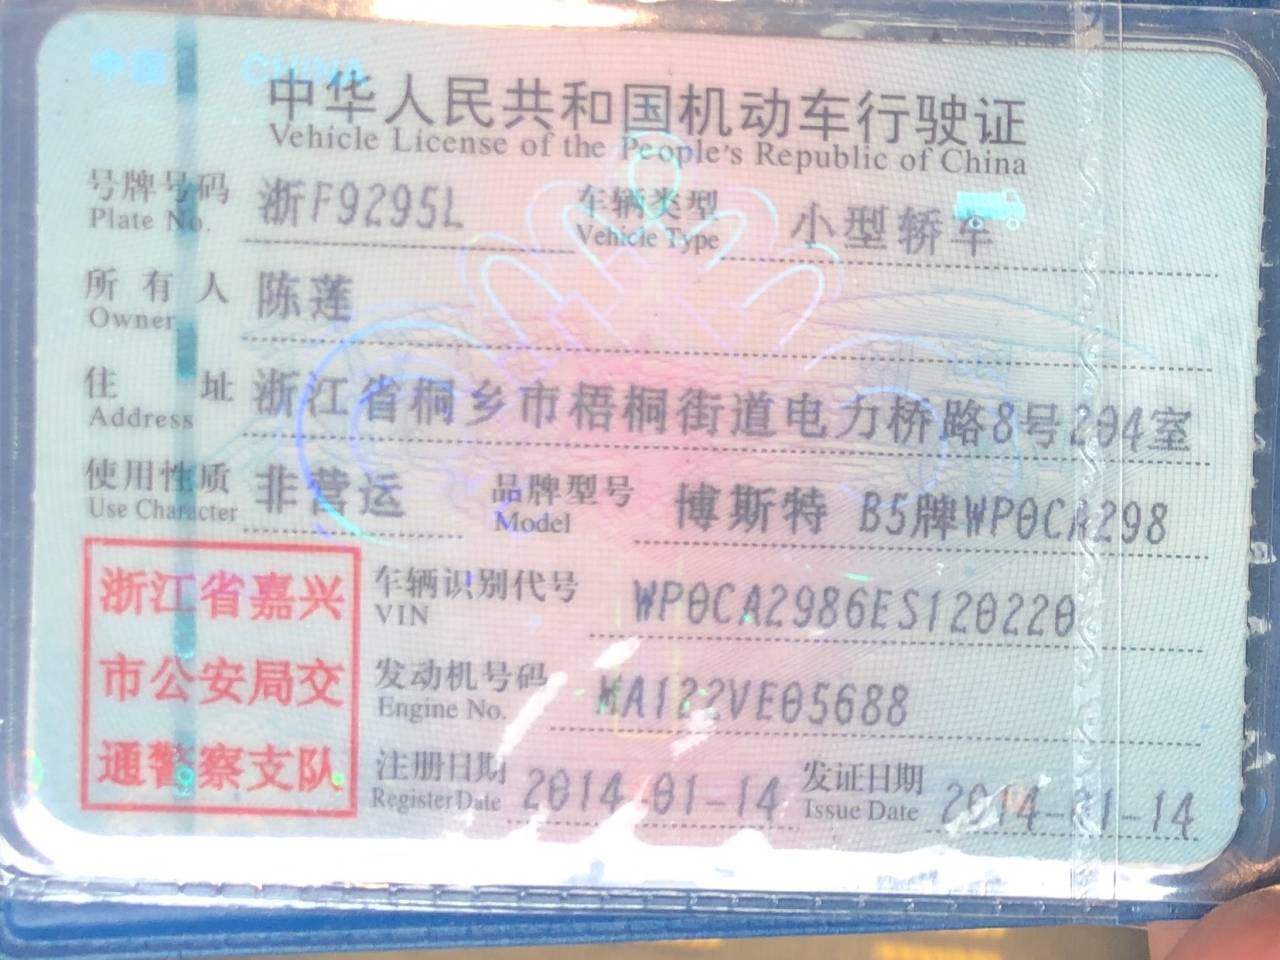 中国 CHINA
中华人民共和国机动车行驶证
Vehicle License of the People's Republic of China
号牌号码 浙F9295L 车辆类型 小型轿车
Plate No. Vehicle Type
所有人 陈莲
Owner
住址 浙江省桐乡市梧桐街道电力桥路8号204室
Address
使用性质 非营运 品牌型号 博斯特 B5牌WP0CA298
Use Character Model
浙江省嘉兴
市公安局交
通警察支队
车辆识别代号 WP0CA2986ES120220
VIN
发动机号码 MA122VE05688
Engine No.
注册日期 2014-01-14 发证日期 2014-01-14
Register Date Issue Date